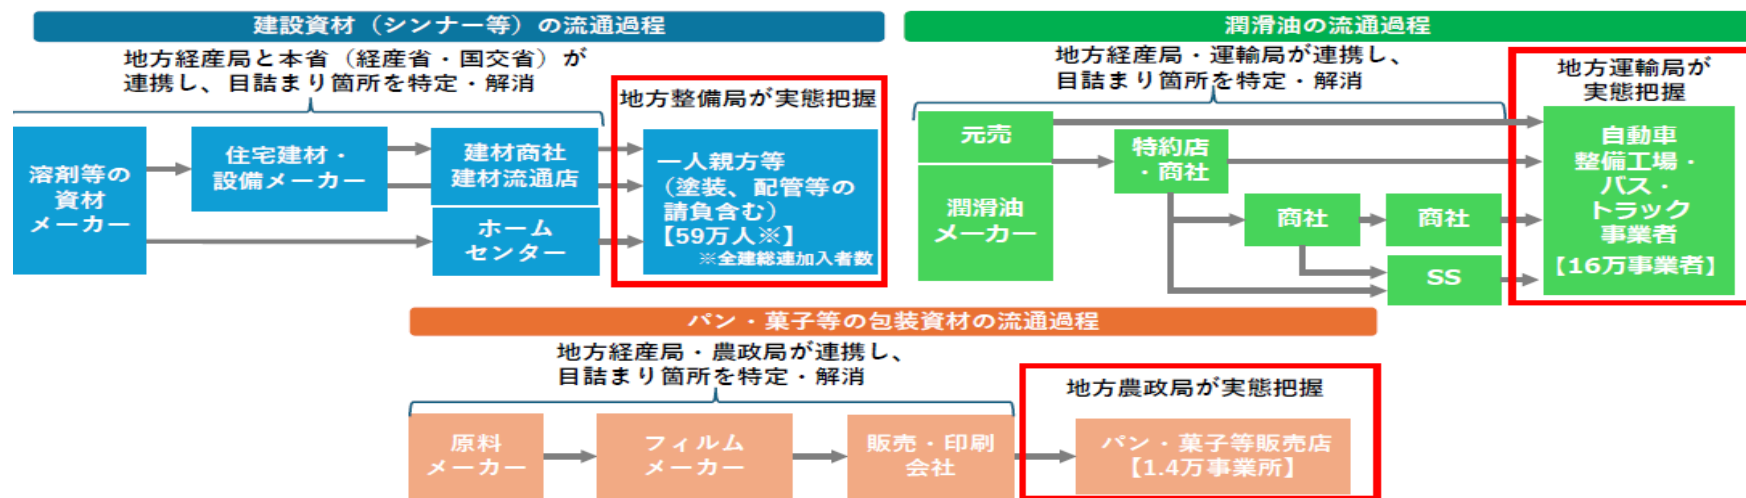 建設資材（シンナー等）の流通過程
地方経産局と本省（経産省・国交省）が
連携し、目詰まり箇所を特定・解消
地方整備局が実態把握
溶剤等の
資材
メーカー
住宅建材・
設備メーカー
建材商社
建材流通店
ホーム
センター
一人親方等
（塗装、配管等の
請負含む）
【59万人※】
※全建総連加入者数
潤滑油の流通過程
地方経産局・運輸局が連携し、
目詰まり箇所を特定・解消
地方運輸局が
実態把握
元売
潤滑油
メーカー
特約店
・商社
商社
商社
SS
自動車
整備工場・
バス・
トラック
事業者
【16万事業者】
パン・菓子等の包装資材の流通過程
地方経産局・農政局が連携し、
目詰まり箇所を特定・解消
地方農政局が実態把握
原料
メーカー
フィルム
メーカー
販売・印刷
会社
パン・菓子等販売店
【1.4万事業所】